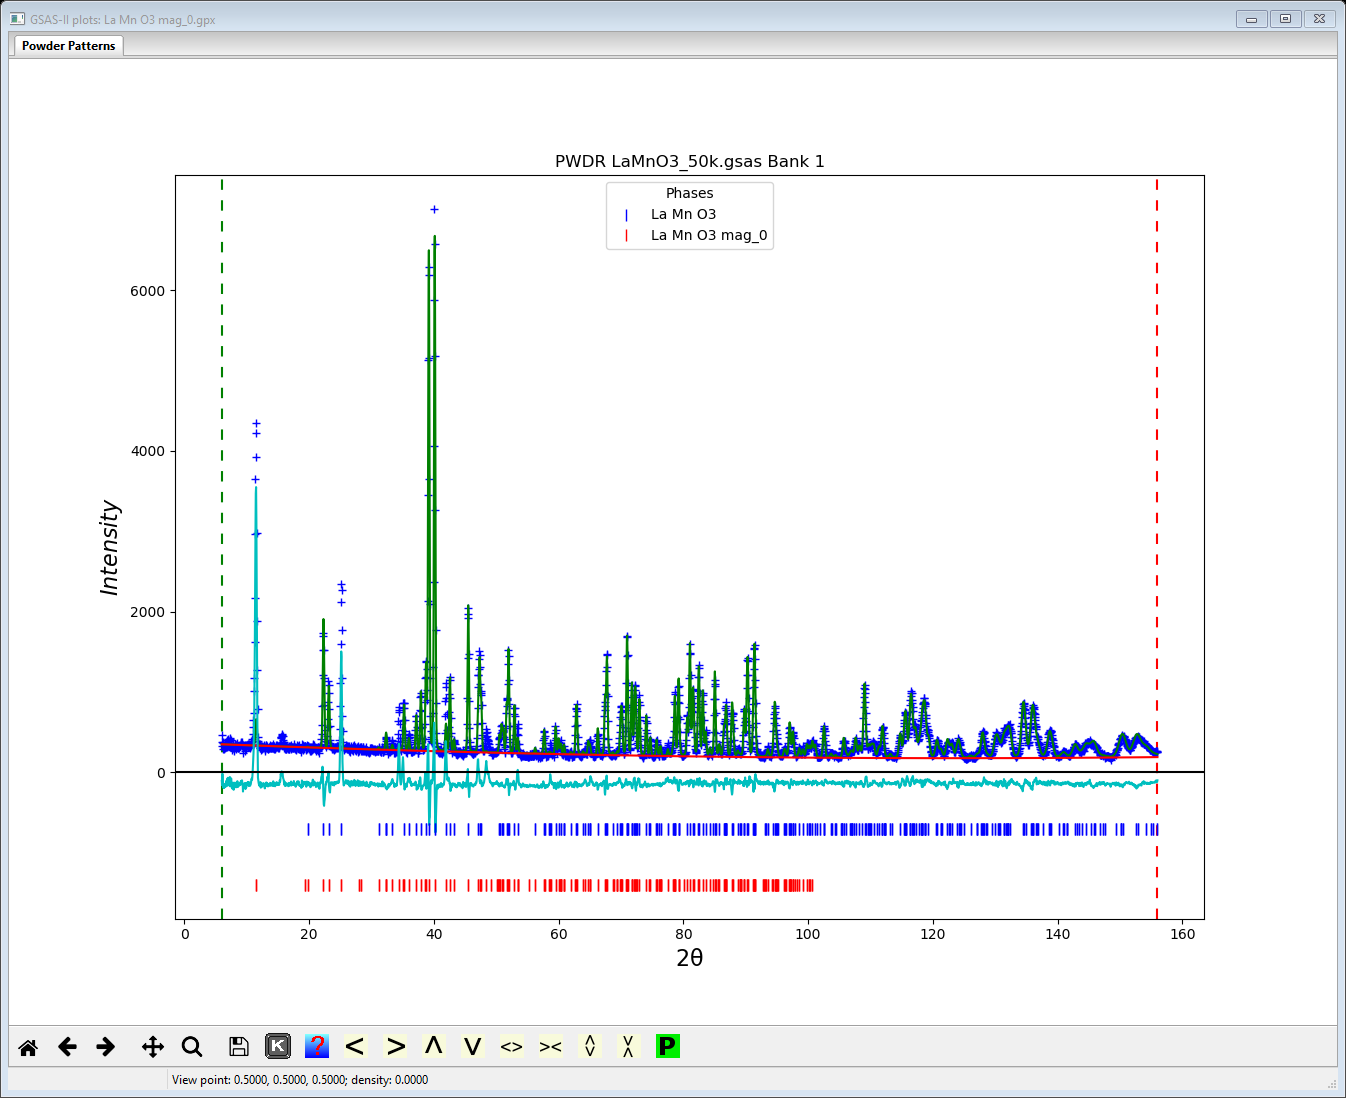 GSAS-II plots: La Mn O3 mag_0.gpx
Powder Patterns
PWDR LaMnO3_50k.gsas Bank 1
Phases
La Mn O3
La Mn O3 mag_0
6000
4000
2000
0
Intensity
0 20 40 60 80 100 120 140 160
2θ
K ? < > Λ V <> >< P
View point: 0.5000, 0.5000, 0.5000; density: 0.0000